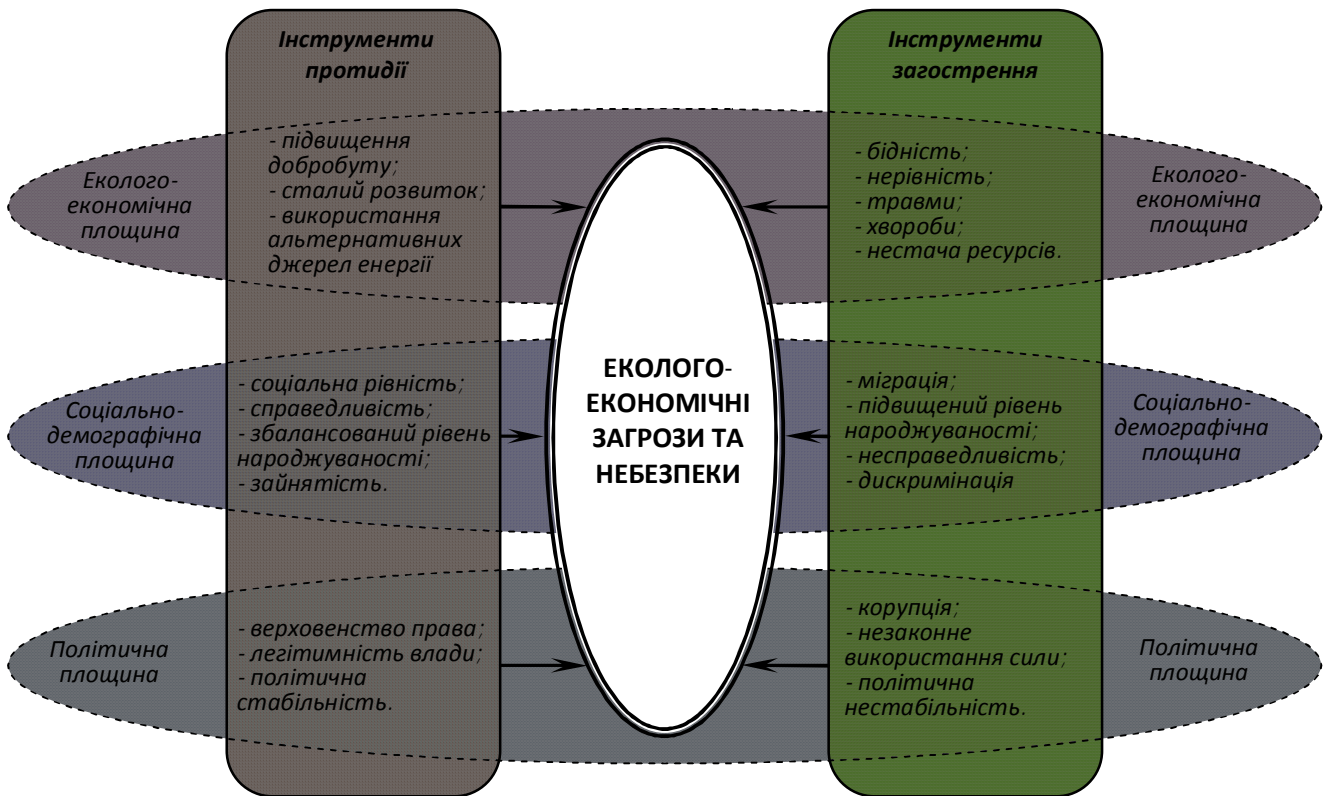 Інструменти
протидії
Інструменти
загострення
Еколого-
економічна
площина
- підвищення
добробуту;
- сталий розвиток;
- використання
альтернативних
джерел енергії
- бідність;
- нерівність;
- травми;
- хвороби;
- нестача ресурсів.
Еколого-
економічна
площина
ЕКОЛОГО-
ЕКОНОМІЧНІ
ЗАГРОЗИ ТА
НЕБЕЗПЕКИ
Соціально-
демографічна
площина
- соціальна рівність;
- справедливість;
- збалансований рівень
народжуваності;
- зайнятість.
- міграція;
- підвищений рівень
народжуваності;
- несправедливість;
- дискримінація
Соціально-
демографічна
площина
Політична
площина
- верховенство права;
- легітимність влади;
- політична
стабільність.
- корупція;
- незаконне
використання сили;
- політична
нестабільність.
Політична
площина